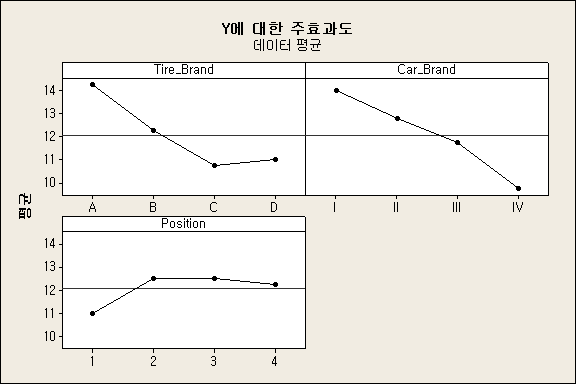 Y에 대한 주효과도
데이터 평균
Tire_Brand
Car_Brand
14
13
12
11
10
A B C D
I II III IV
평균
Position
14
13
12
11
10
1 2 3 4